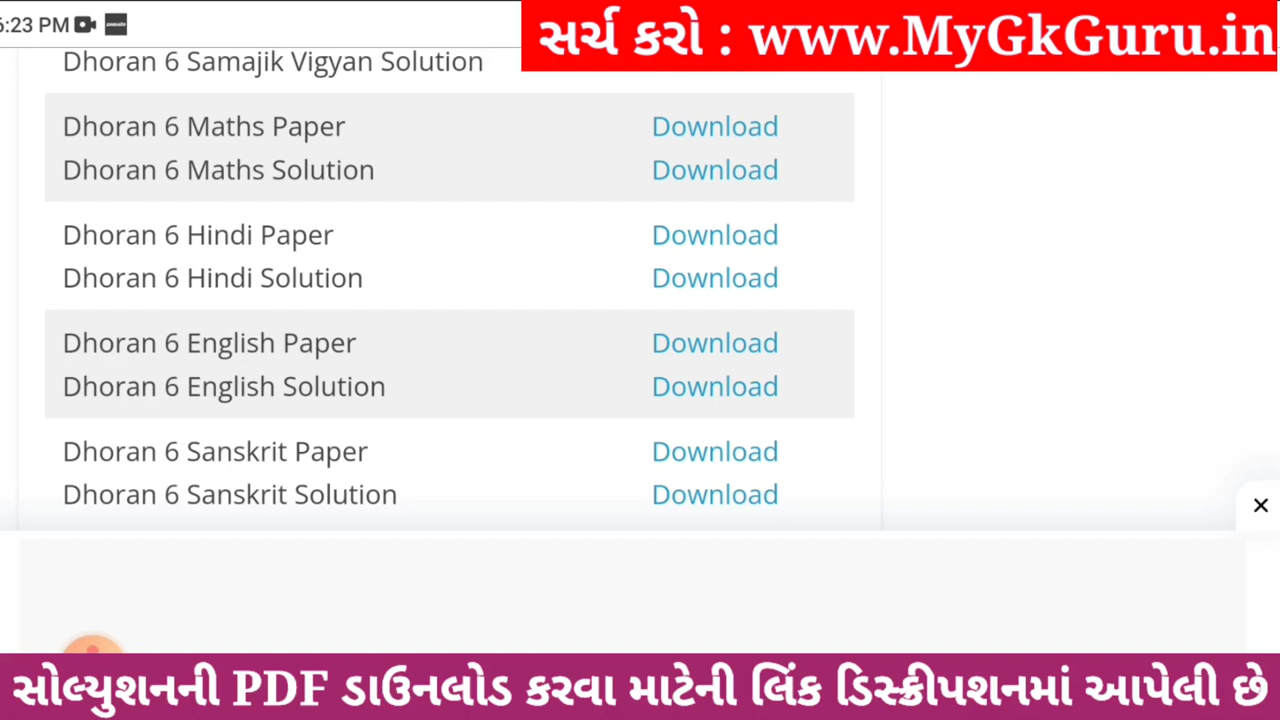 6:23 PM
સર્ચ કરો : www.MyGkGuru.in
Dhoran 6 Samajik Vigyan Solution
Dhoran 6 Maths Paper Download
Dhoran 6 Maths Solution Download
Dhoran 6 Hindi Paper Download
Dhoran 6 Hindi Solution Download
Dhoran 6 English Paper Download
Dhoran 6 English Solution Download
Dhoran 6 Sanskrit Paper Download
Dhoran 6 Sanskrit Solution Download
સોલ્યુશનની PDF ડાઉનલોડ કરવા માટેની લિંક ડિસ્ક્રીપશનમાં આપેલી છે